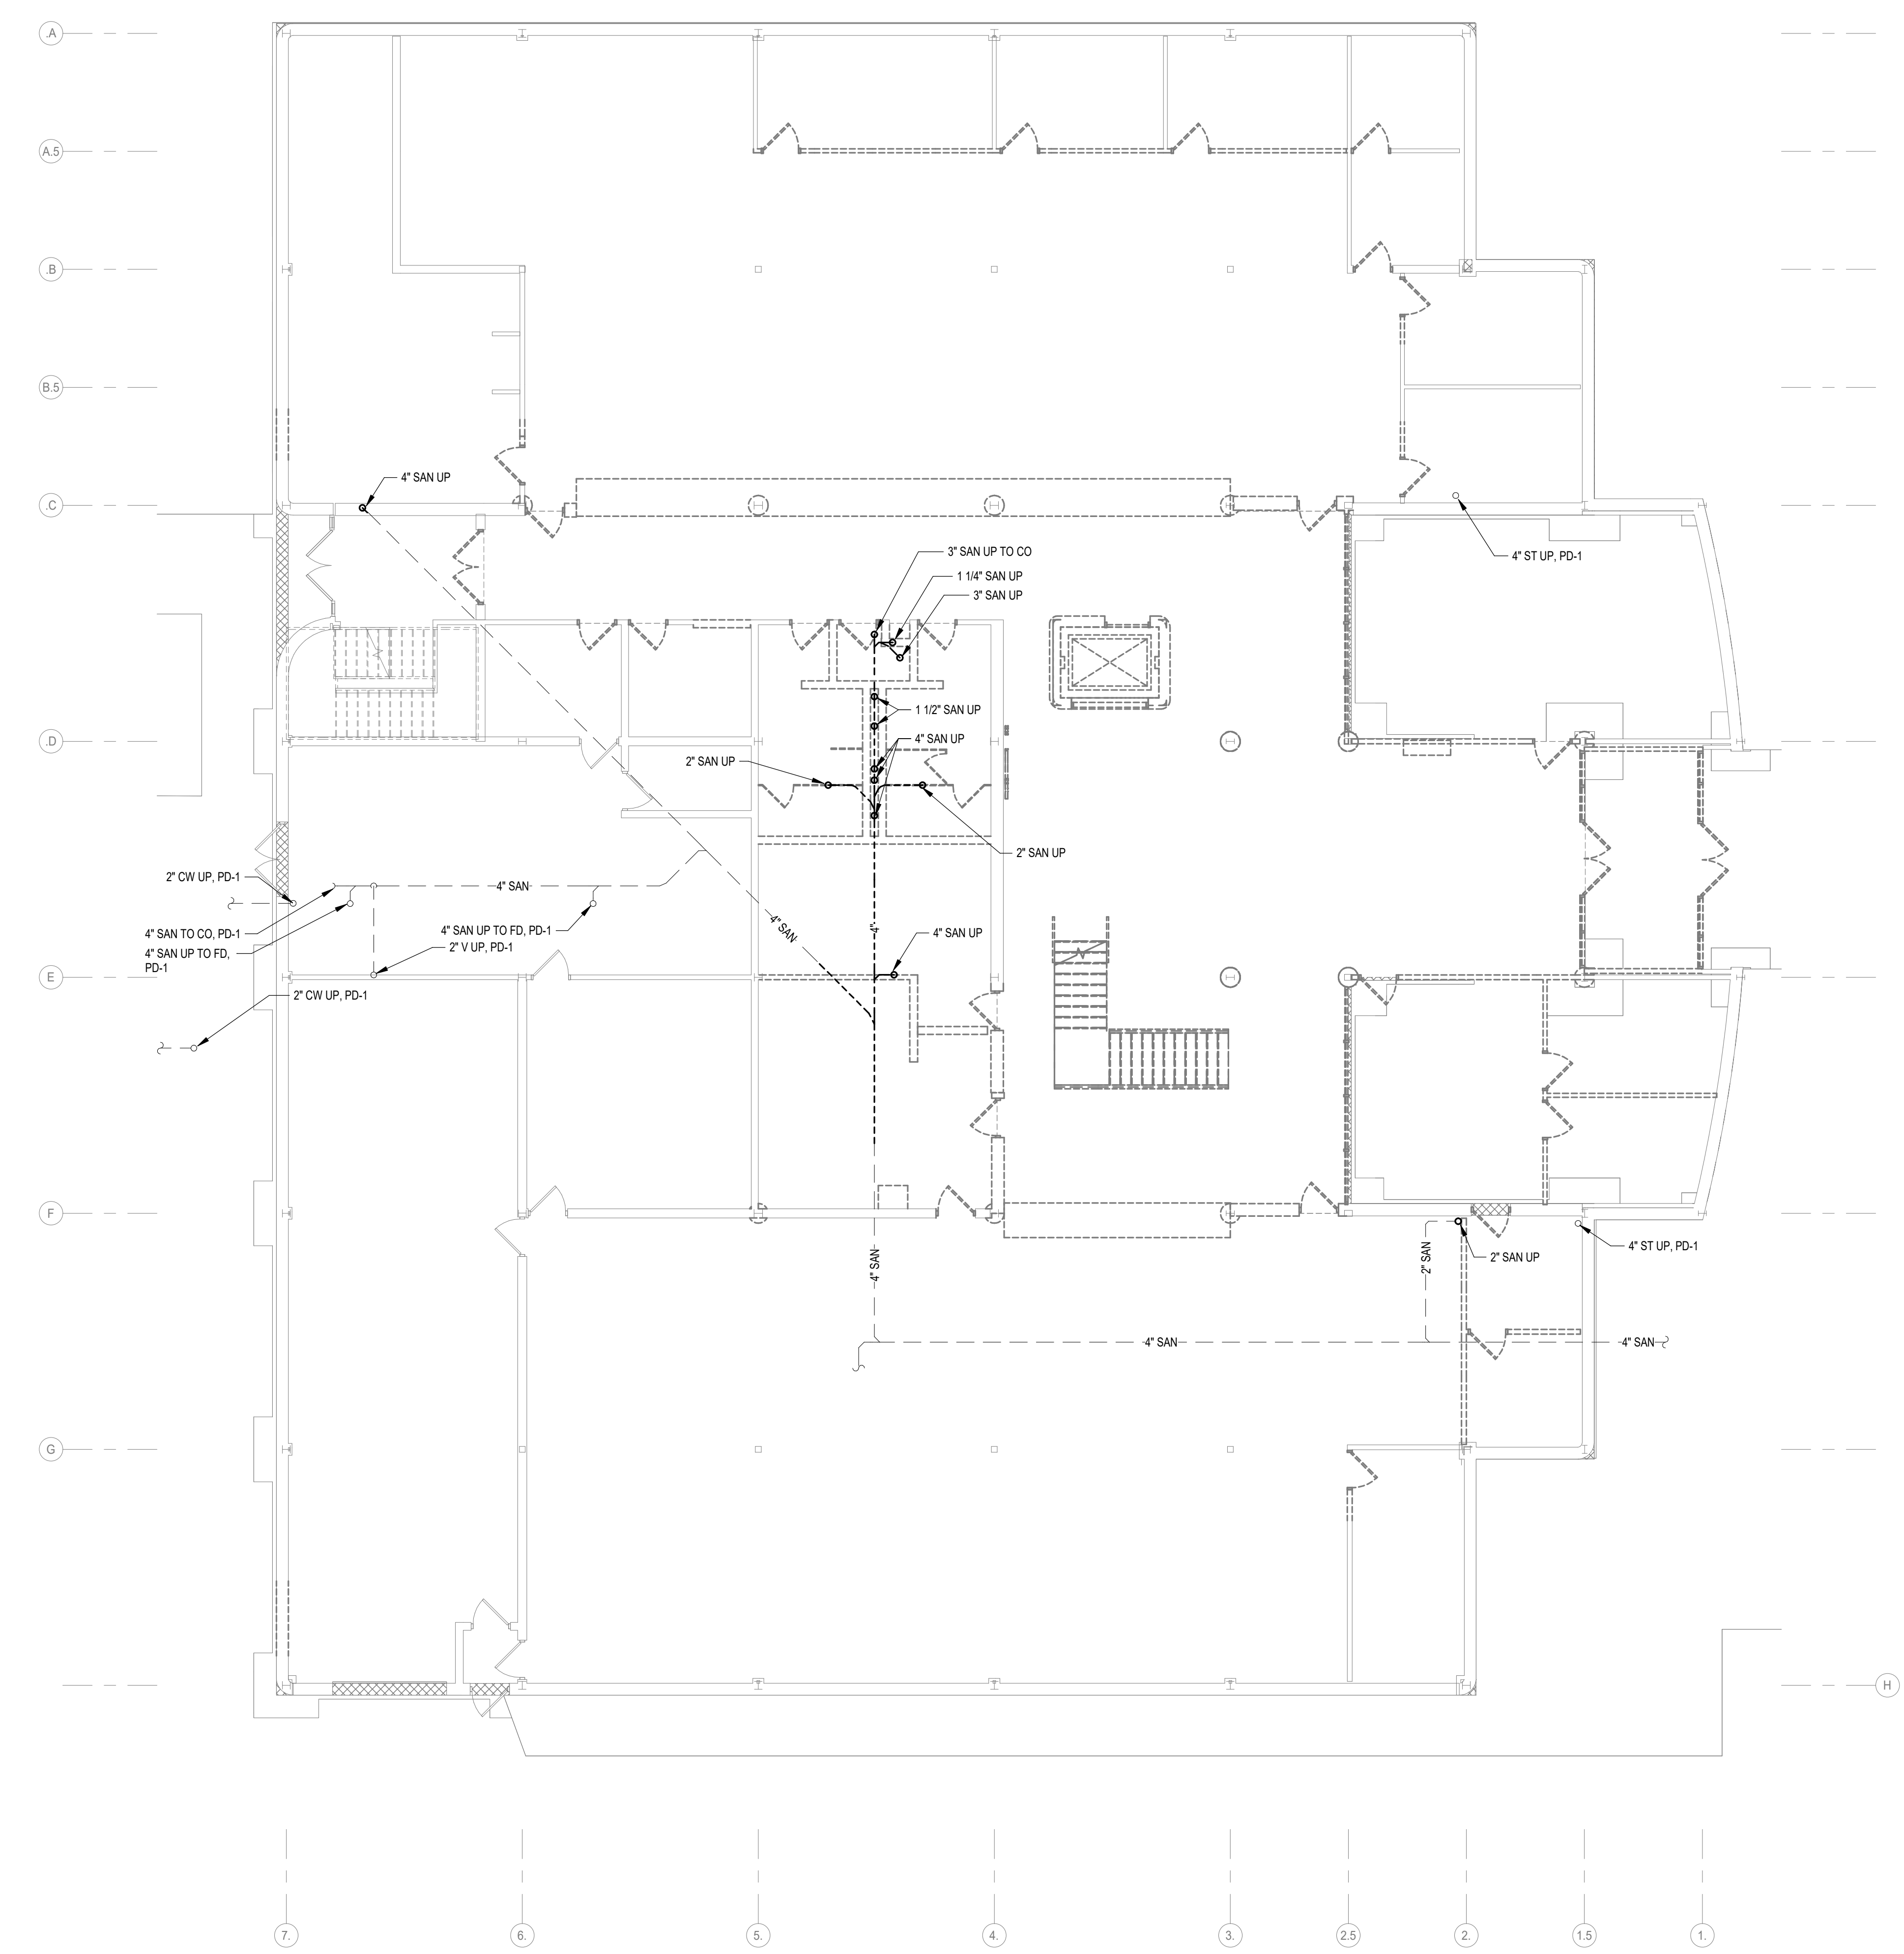 .A
A.5
.B
B.5
4" SAN UP
.C
3" SAN UP TO CO
4" ST UP, PD-1
1 1/4" SAN UP
3" SAN UP
1 1/2" SAN UP
4" SAN UP
.D
2" SAN UP
2" SAN UP
2" CW UP, PD-1
4" SAN
4" SAN
4"
4" SAN UP TO FD, PD-1
4" SAN UP
4" SAN TO CO, PD-1
2" V UP, PD-1
4" SAN UP TO FD,
PD-1
E
2" CW UP, PD-1
F
4" SAN
2" SAN
2" SAN UP
4" ST UP, PD-1
4" SAN
4" SAN
G
H
7.
6.
5.
4.
3.
2.5
2.
1.5
1.